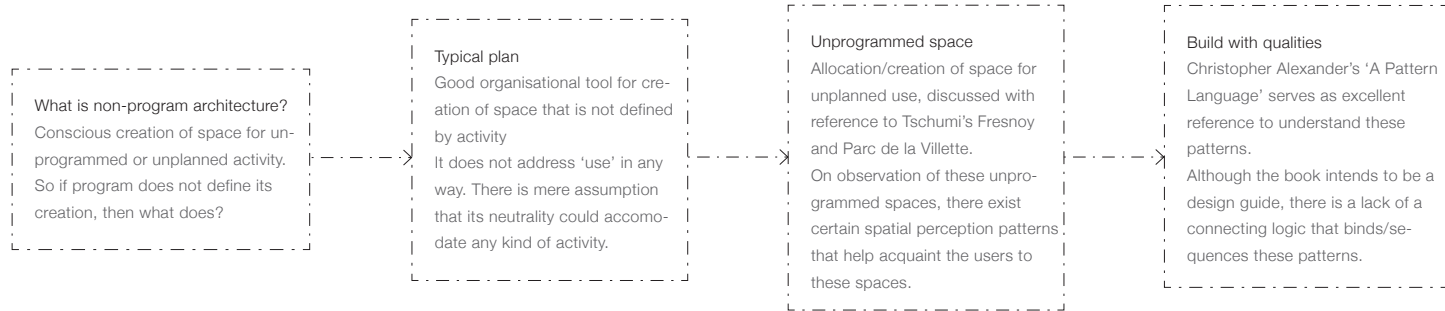 What is non-program architecture?
Conscious creation of space for un-
programmed or unplanned activity.
So if program does not define its
creation, then what does?
Typical plan
Good organisational tool for cre-
ation of space that is not defined
by activity
It does not address ‘use’ in any
way. There is mere assumption
that its neutrality could accomo-
date any kind of activity.
Unprogrammed space
Allocation/creation of space for
unplanned use, discussed with
reference to Tschumi’s Fresnoy
and Parc de la Villette.
On observation of these unpro-
grammed spaces, there exist
certain spatial perception patterns
that help acquaint the users to
these spaces.
Build with qualities
Christopher Alexander’s ‘A Pattern
Language’ serves as excellent
reference to understand these
patterns.
Although the book intends to be a
design guide, there is a lack of a
connecting logic that binds/se-
quences these patterns.